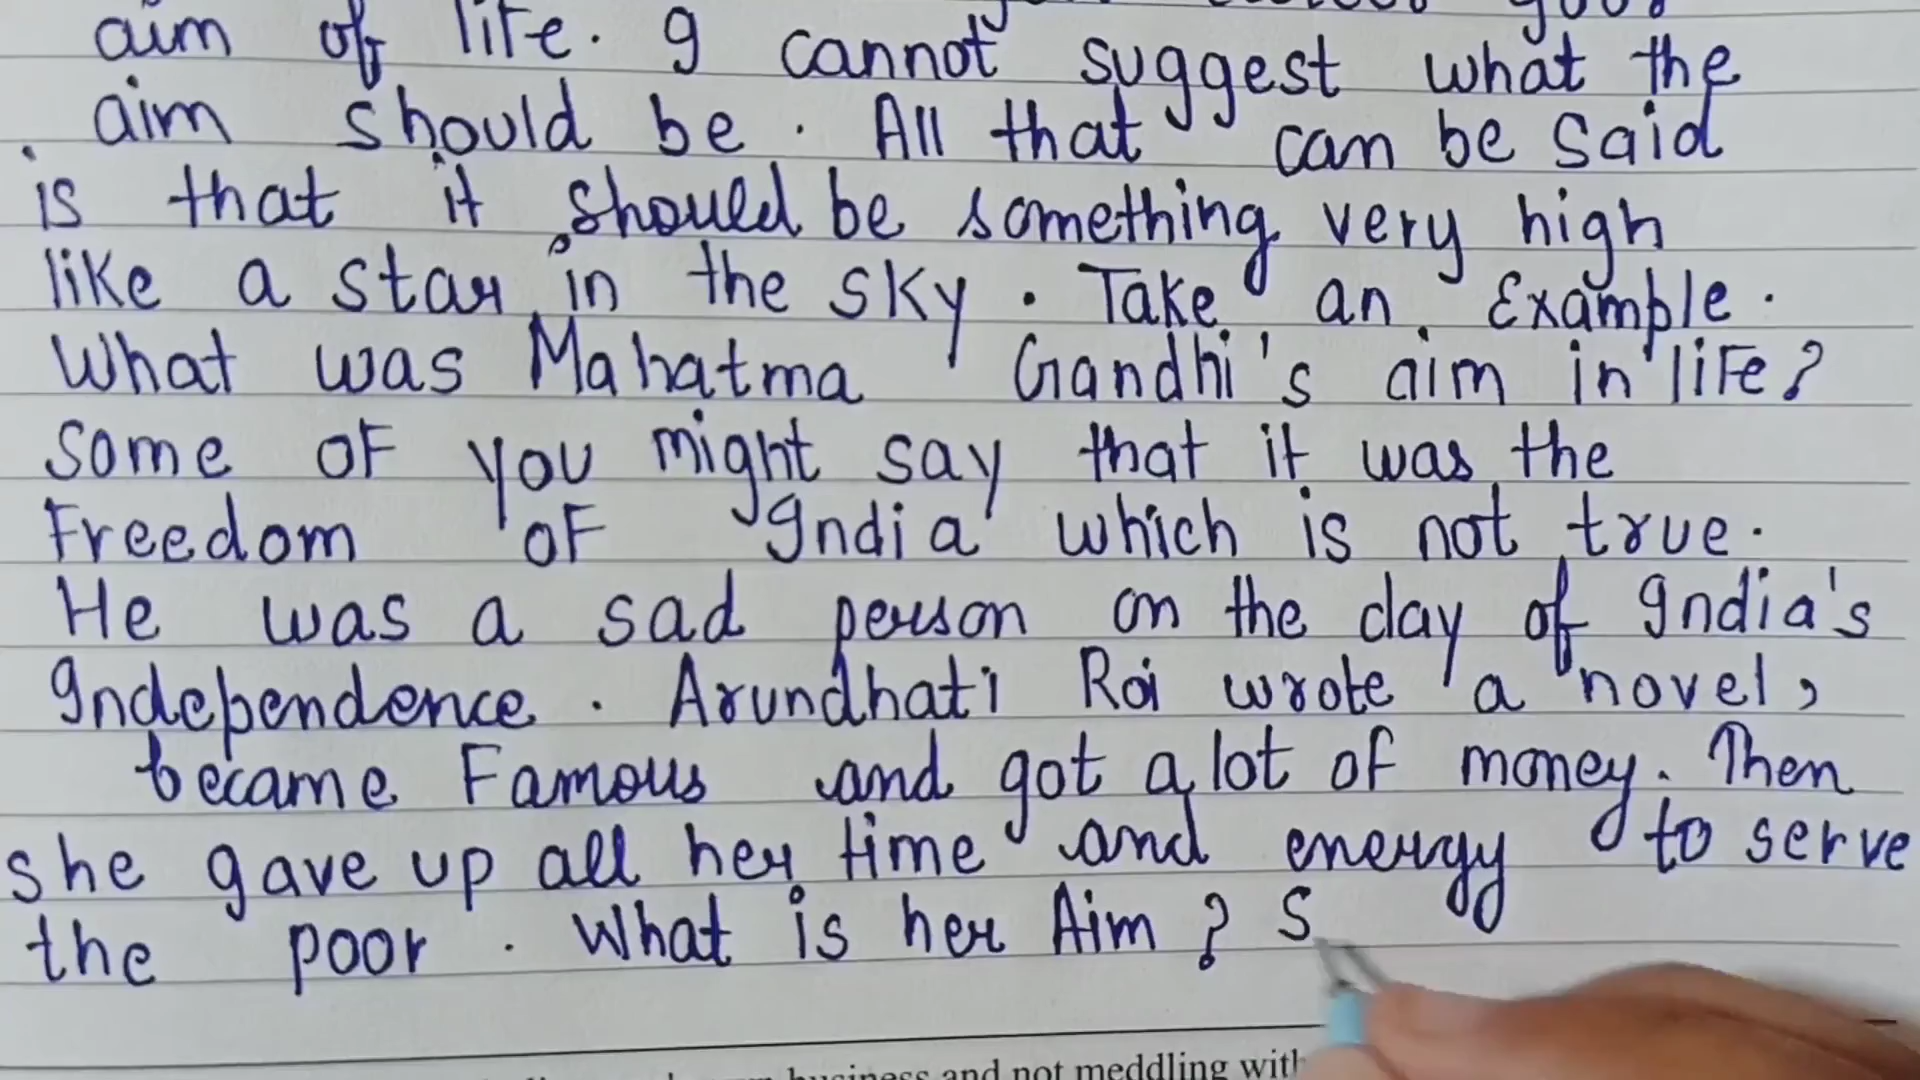 aim of life. I cannot suggest what the
aim should be. All that can be said
is that it should be something very high
like a star in the sky. Take an Example.
What was Mahatma Gandhi's aim in life?
Some of you might say that it was the
Freedom of India which is not true.
He was a sad person on the day of India's
Independence. Arundhati Roi wrote a novel,
became Famous and got a lot of money. Then
she gave up all her time and energy to serve
the poor. What is her Aim? S
business and not meddling with